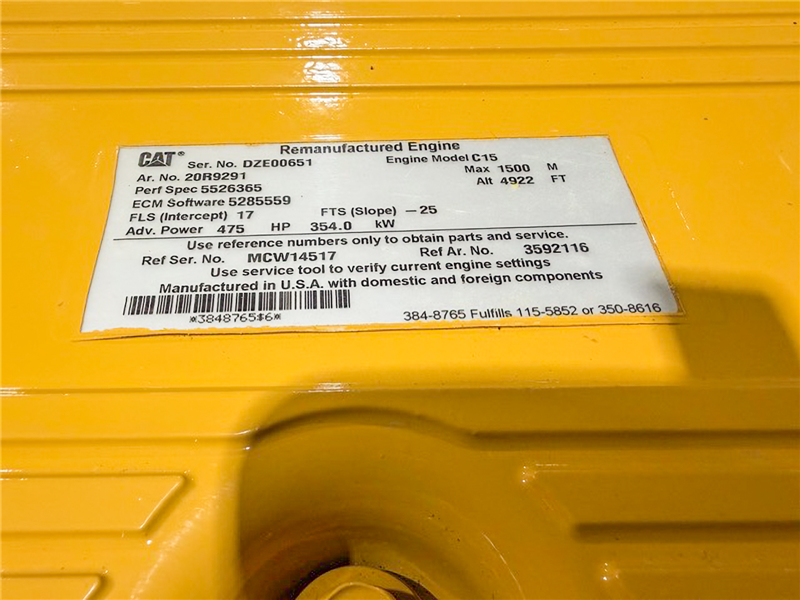 Remanufactured Engine
CAT® Ser. No. DZE00651 Engine Model C15
Ar. No. 20R9291 Max 1500 M
Perf Spec 5526365 Alt 4922 FT
ECM Software 5285559
FLS (Intercept) 17 FTS (Slope) -25
Adv. Power 475 HP 354.0 kW
Use reference numbers only to obtain parts and service.
Ref Ser. No. MCW14517 Ref Ar. No. 3592116
Use service tool to verify current engine settings
Manufactured in U.S.A. with domestic and foreign components
*3848765$6* 384-8765 Fulfills 115-5852 or 350-8616